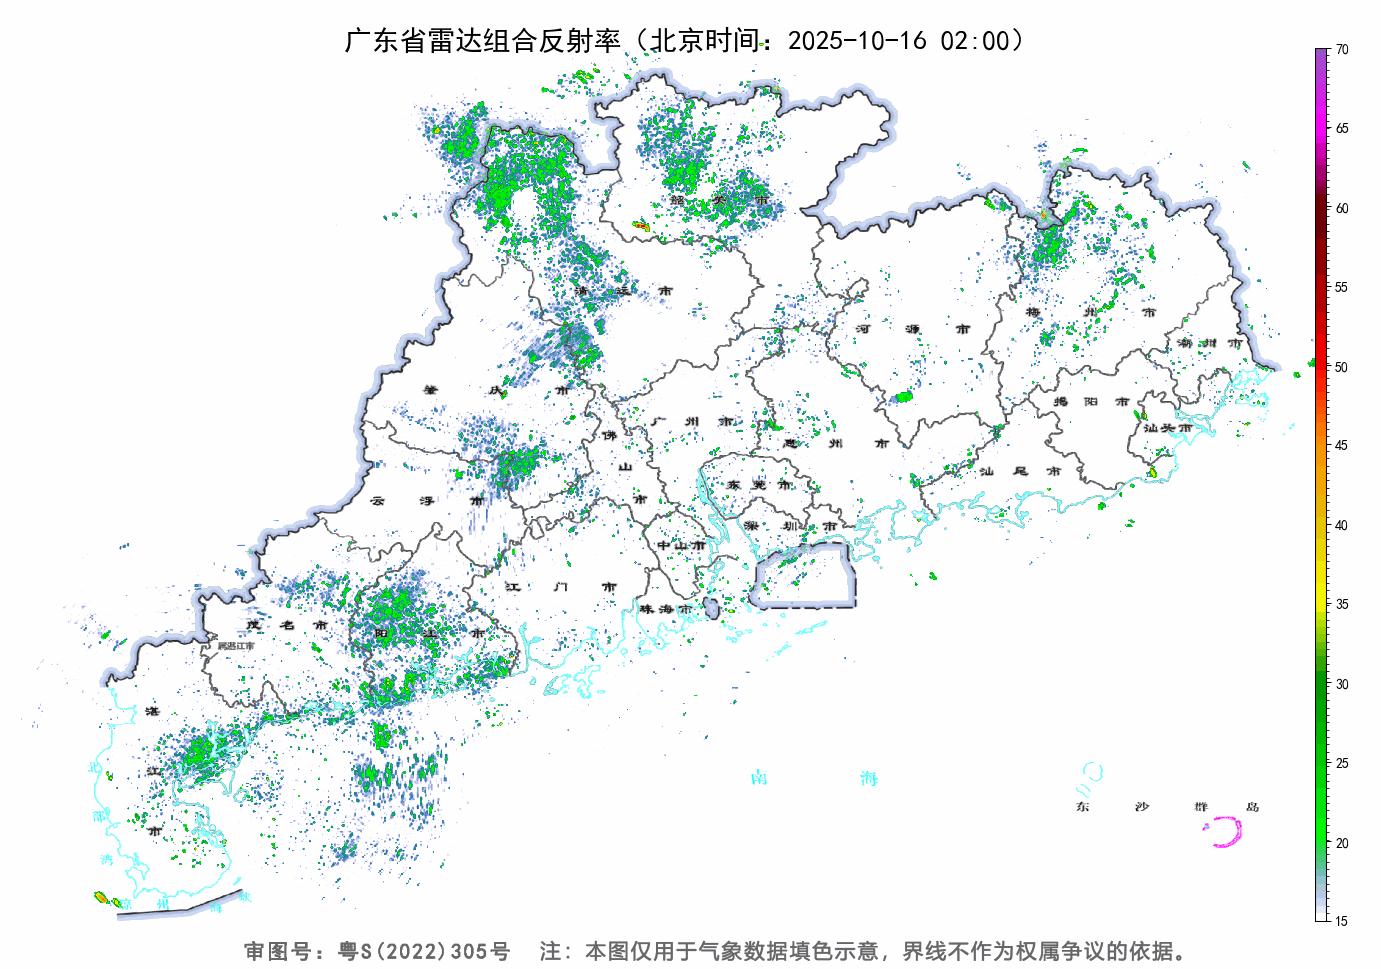 广东省雷达组合反射率（北京时间：2025-10-16 02:00）
70
65
60
55
50
45
40
35
30
25
20
15
韶 关 市
清 远 市
河 源 市
梅 州 市
潮 州 市
肇 庆 市
广 州 市
佛 山 市
惠 州 市
揭 阳 市
汕头市
汕 尾 市
东 莞 市
云 浮 市
深 圳 市
中山市
江 门 市
珠海市
茂 名 市
属湛江市
阳 江 市
湛 江 市
北 部 湾
琼 州 海 峡
南 海
东 沙 群 岛
审图号：粤S(2022)305号 注：本图仅用于气象数据填色示意，界线不作为权属争议的依据。